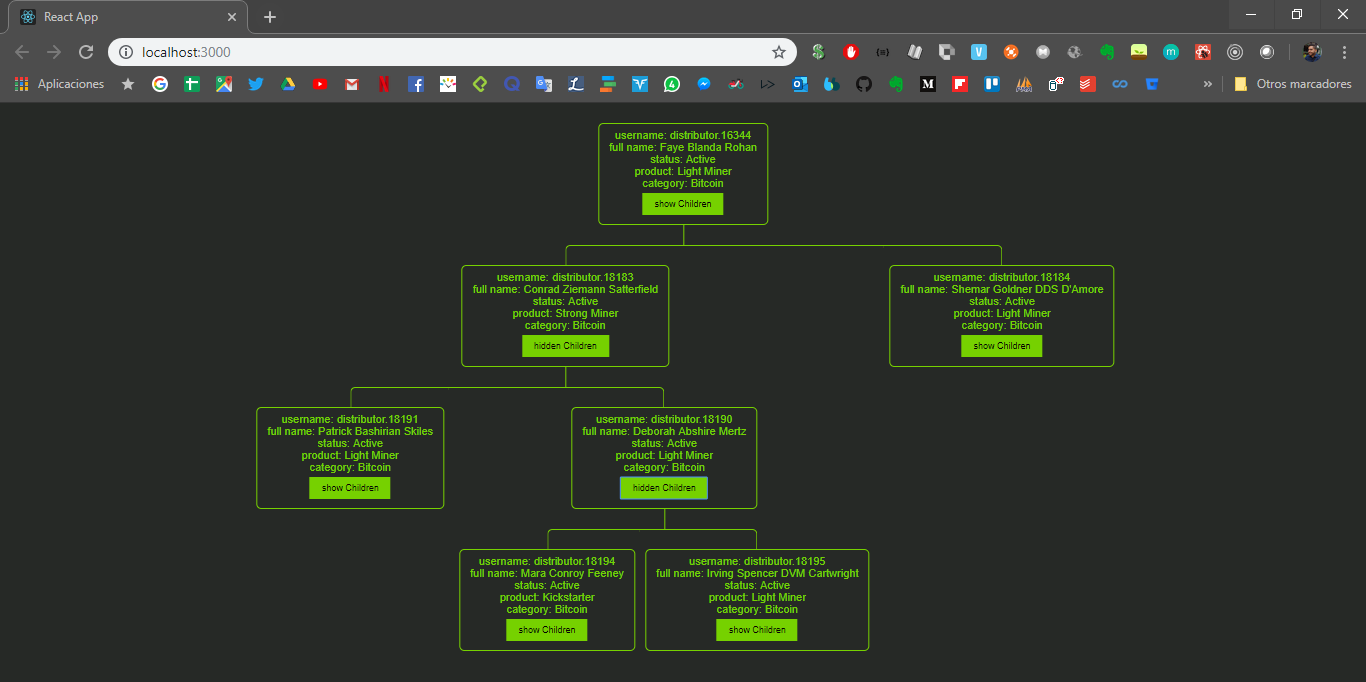 React App
localhost:3000
Aplicaciones
Otros marcadores
username: distributor.16344
full name: Faye Blanda Rohan
status: Active
product: Light Miner
category: Bitcoin
show Children
username: distributor.18183
full name: Conrad Ziemann Satterfield
status: Active
product: Strong Miner
category: Bitcoin
hidden Children
username: distributor.18184
full name: Shemar Goldner DDS D'Amore
status: Active
product: Light Miner
category: Bitcoin
show Children
username: distributor.18191
full name: Patrick Bashirian Skiles
status: Active
product: Light Miner
category: Bitcoin
show Children
username: distributor.18190
full name: Deborah Abshire Mertz
status: Active
product: Light Miner
category: Bitcoin
hidden Children
username: distributor.18194
full name: Mara Conroy Feeney
status: Active
product: Kickstarter
category: Bitcoin
show Children
username: distributor.18195
full name: Irving Spencer DVM Cartwright
status: Active
product: Light Miner
category: Bitcoin
show Children